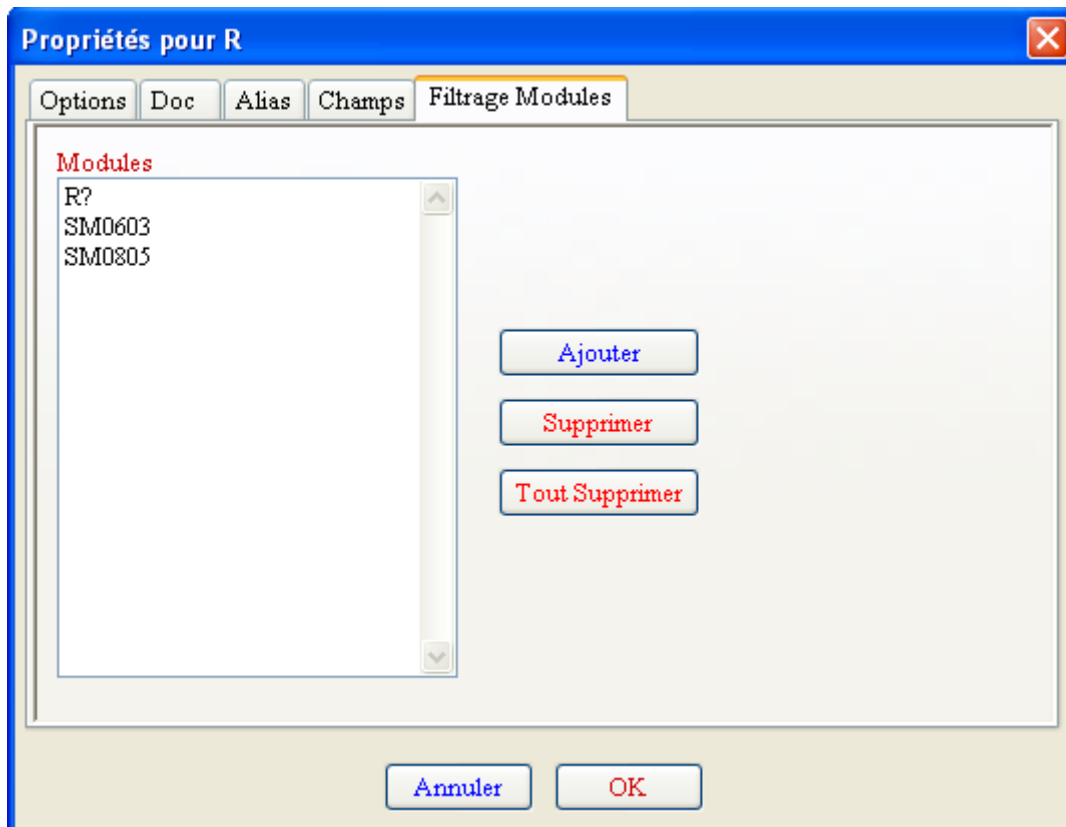 Propriétés pour R
Options Doc Alias Champs Filtrage Modules
Modules
R?
SM0603
SM0805
Ajouter
Supprimer
Tout Supprimer
Annuler OK